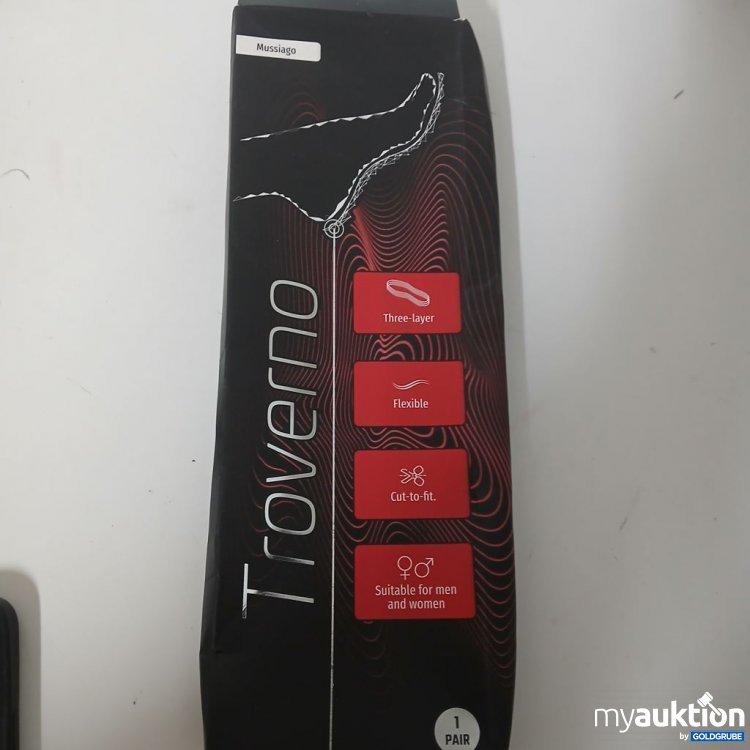 Mussiago
Troverno
Three-layer
Flexible
Cut-to-fit.
Suitable for men
and women
1
PAIR
myauktion
by GOLDGRUBE